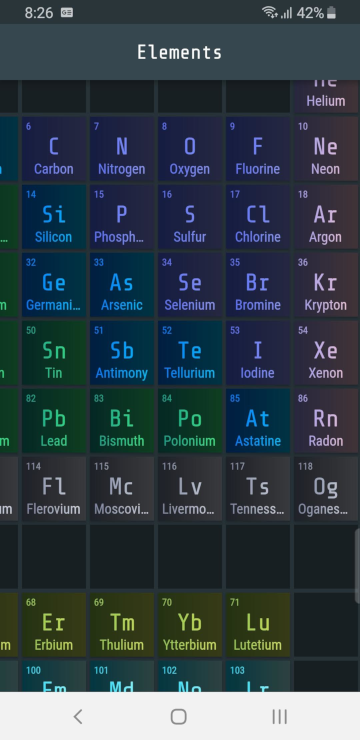 8:26 GE 42%
Elements
He
Helium
6 7 8 9 10
C N O F Ne
Carbon Nitrogen Oxygen Fluorine Neon
14 15 16 17 18
Si P S Cl Ar
Silicon Phosph... Sulfur Chlorine Argon
32 33 34 35 36
Ge As Se Br Kr
m Germani... Arsenic Selenium Bromine Krypton
50 51 52 53 54
Sn Sb Te I Xe
n Tin Antimony Tellurium Iodine Xenon
82 83 84 85 86
Pb Bi Po At Rn
m Lead Bismuth Polonium Astatine Radon
114 115 116 117 118
Fl Mc Lv Ts Og
um Flerovium Moscovi... Livermo... Tenness... Oganes...
68 69 70 71
Er Tm Yb Lu
m Erbium Thulium Ytterbium Lutetium
100 101 102 103
Fm Md No Lr